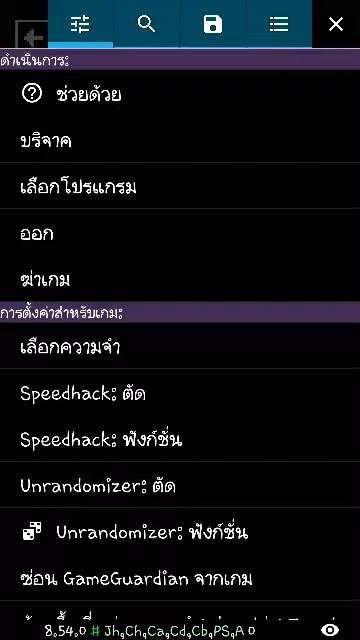 ดำเนินการ:
ช่วยด้วย
บริจาค
เลือกโปรแกรม
ออก
ฆ่าเกม
การตั้งค่าสำหรับเกม:
เลือกความจำ
Speedhack: ตัด
Speedhack: ฟังก์ชั่น
Unrandomizer: ตัด
Unrandomizer: ฟังก์ชั่น
ซ่อน GameGuardian จากเกม
8.54.0 # Jh,Ch,Ca,Cd,Cb,PS,A 0